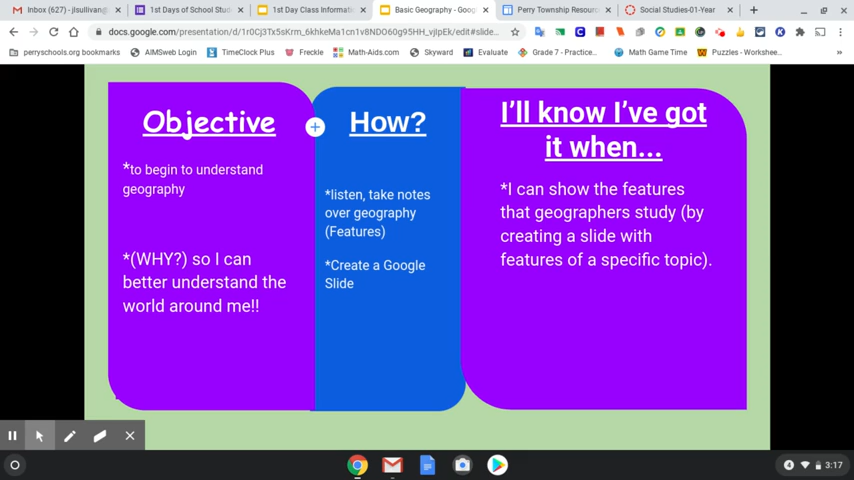 Inbox (627) - jlsullivan@
1st Days of School Stud
1st Day Class Informati
Basic Geography - Goog
Perry Township Resourc
Social Studies-01-Year
docs.google.com/presentation/d/1r0Cj3Tx5sKrm_6khkeMa1cn1v8NDO60g95HH_vjlpEk/edit#slide...
perryschools.org bookmarks
AIMSweb Login
TimeClock Plus
Freckle
Math-Aids.com
Skyward
Evaluate
Grade 7 - Practice...
Math Game Time
Puzzles - Workshee...
Objective
*to begin to understand
geography
*(WHY?) so I can
better understand the
world around me!!
How?
*listen, take notes
over geography
(Features)
*Create a Google
Slide
I'll know I've got
it when...
*I can show the features
that geographers study (by
creating a slide with
features of a specific topic).
4
3:17